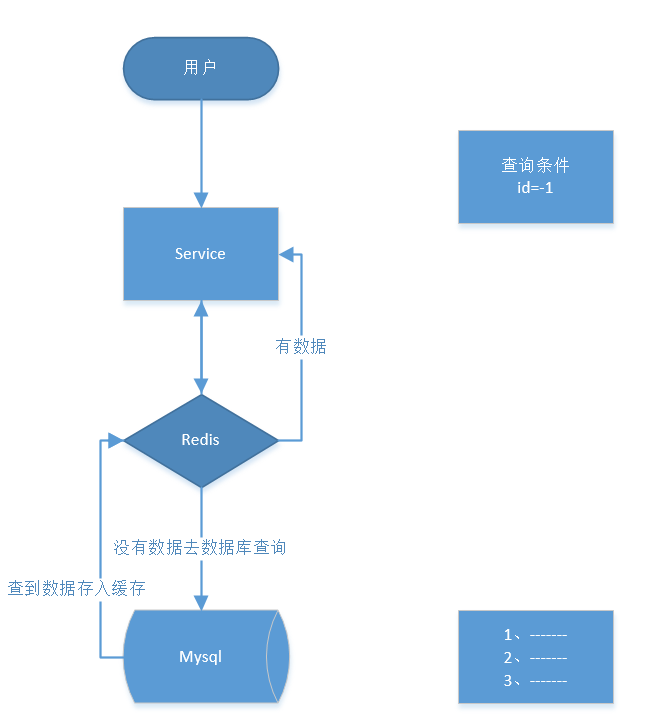 用户
查询条件
id=-1
Service
有数据
Redis
没有数据去数据库查询
查到数据存入缓存
Mysql
1、-------
2、-------
3、-------